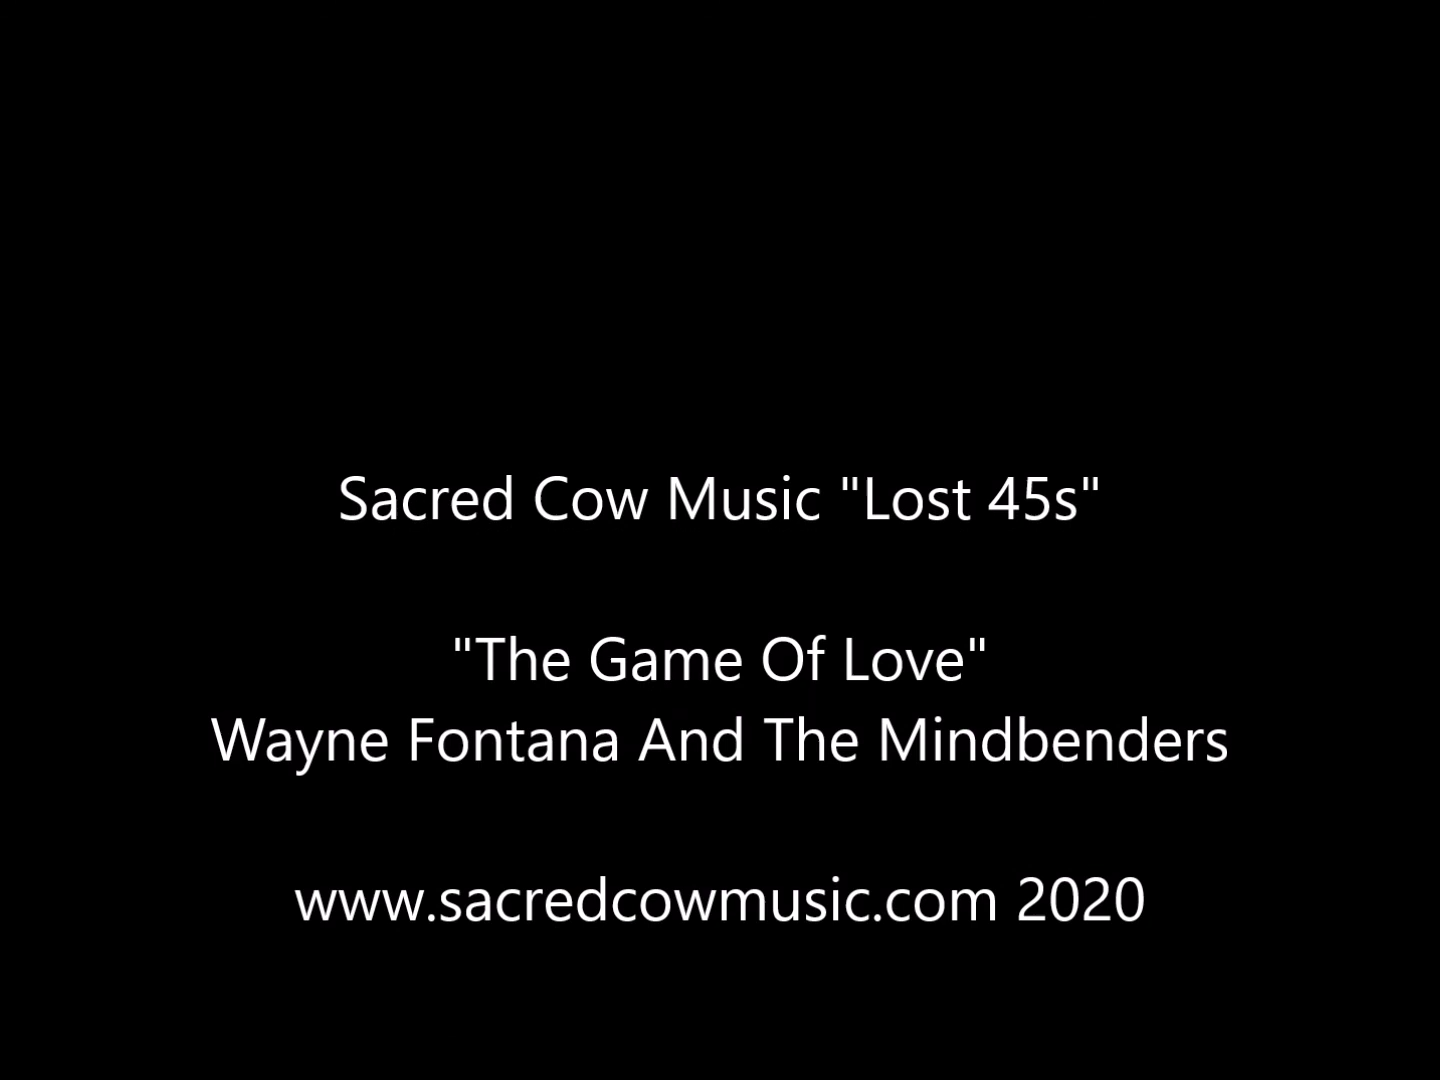 Sacred Cow Music "Lost 45s"
"The Game Of Love"
Wayne Fontana And The Mindbenders
www.sacredcowmusic.com 2020